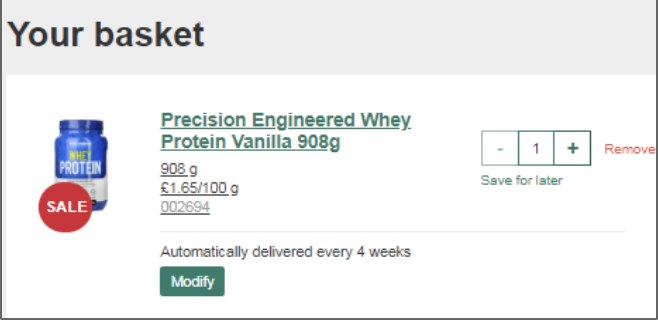 Your basket
Precision Engineered Whey
Protein Vanilla 908g
908 g
£1.65/100 g
002694
WHEY
PROTEIN
SALE
- 1 +
Remove
Save for later
Automatically delivered every 4 weeks
Modify